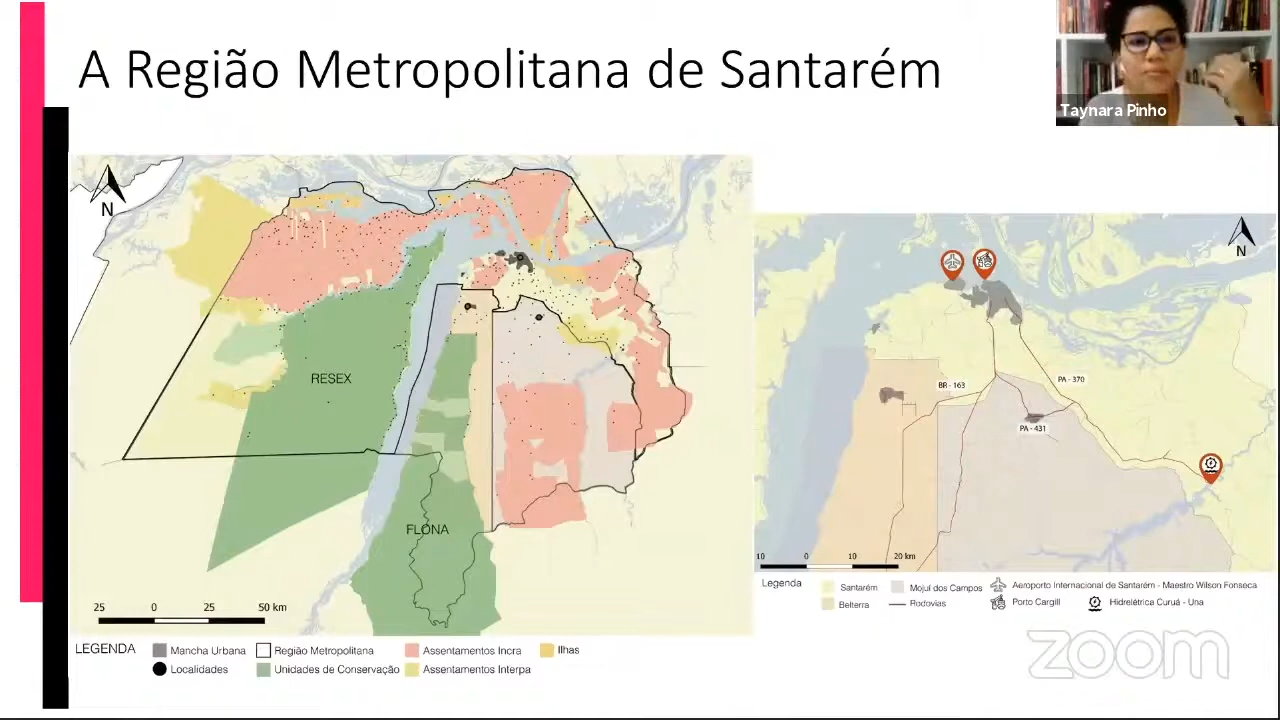 A Região Metropolitana de Santarém
Taynara Pinho
N
RESEX
FLONA
25 0 25 50 km
LEGENDA
Mancha Urbana
Região Metropolitana
Assentamentos Incra
Ilhas
Localidades
Unidades de Conservação
Assentamentos Interpa
N
BR - 163
PA - 370
PA - 431
10 0 10 20 km
Legenda
Santarém
Mojuí dos Campos
Aeroporto Internacional de Santarém - Maestro Wilson Fonseca
Belterra
Rodovias
Porto Cargill
Hidrelétrica Curuá - Una
zoom